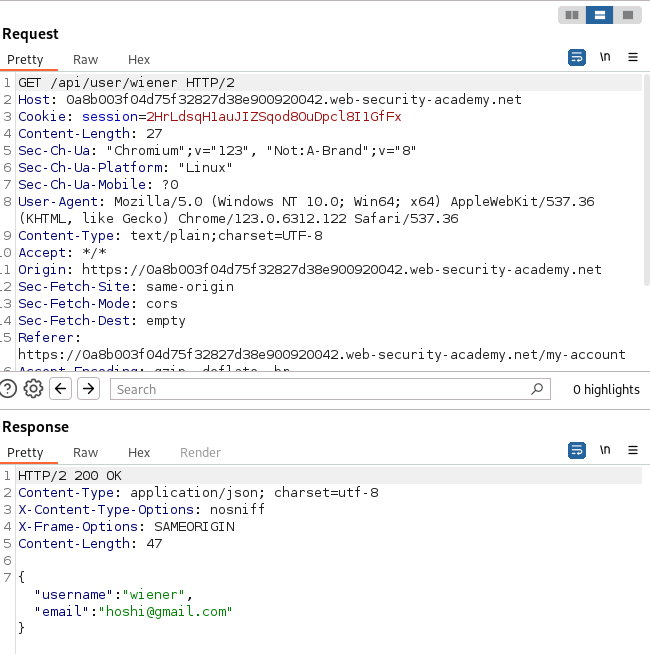 Request
Pretty Raw Hex
\n
1 GET /api/user/wiener HTTP/2
2 Host: 0a8b003f04d75f32827d38e900920042.web-security-academy.net
3 Cookie: session=2HrLdsqH1auJIZSqod8OuDpcl8I1GfFx
4 Content-Length: 27
5 Sec-Ch-Ua: "Chromium";v="123", "Not:A-Brand";v="8"
6 Sec-Ch-Ua-Platform: "Linux"
7 Sec-Ch-Ua-Mobile: ?0
8 User-Agent: Mozilla/5.0 (Windows NT 10.0; Win64; x64) AppleWebKit/537.36
(KHTML, like Gecko) Chrome/123.0.6312.122 Safari/537.36
9 Content-Type: text/plain;charset=UTF-8
10 Accept: */*
11 Origin: https://0a8b003f04d75f32827d38e900920042.web-security-academy.net
12 Sec-Fetch-Site: same-origin
13 Sec-Fetch-Mode: cors
14 Sec-Fetch-Dest: empty
15 Referer:
https://0a8b003f04d75f32827d38e900920042.web-security-academy.net/my-account
16 Accept-Encoding: gzip, deflate, br
Search
0 highlights
Response
Pretty Raw Hex Render
\n
1 HTTP/2 200 OK
2 Content-Type: application/json; charset=utf-8
3 X-Content-Type-Options: nosniff
4 X-Frame-Options: SAMEORIGIN
5 Content-Length: 47
6
7 {
"username":"wiener",
"email":"hoshi@gmail.com"
}